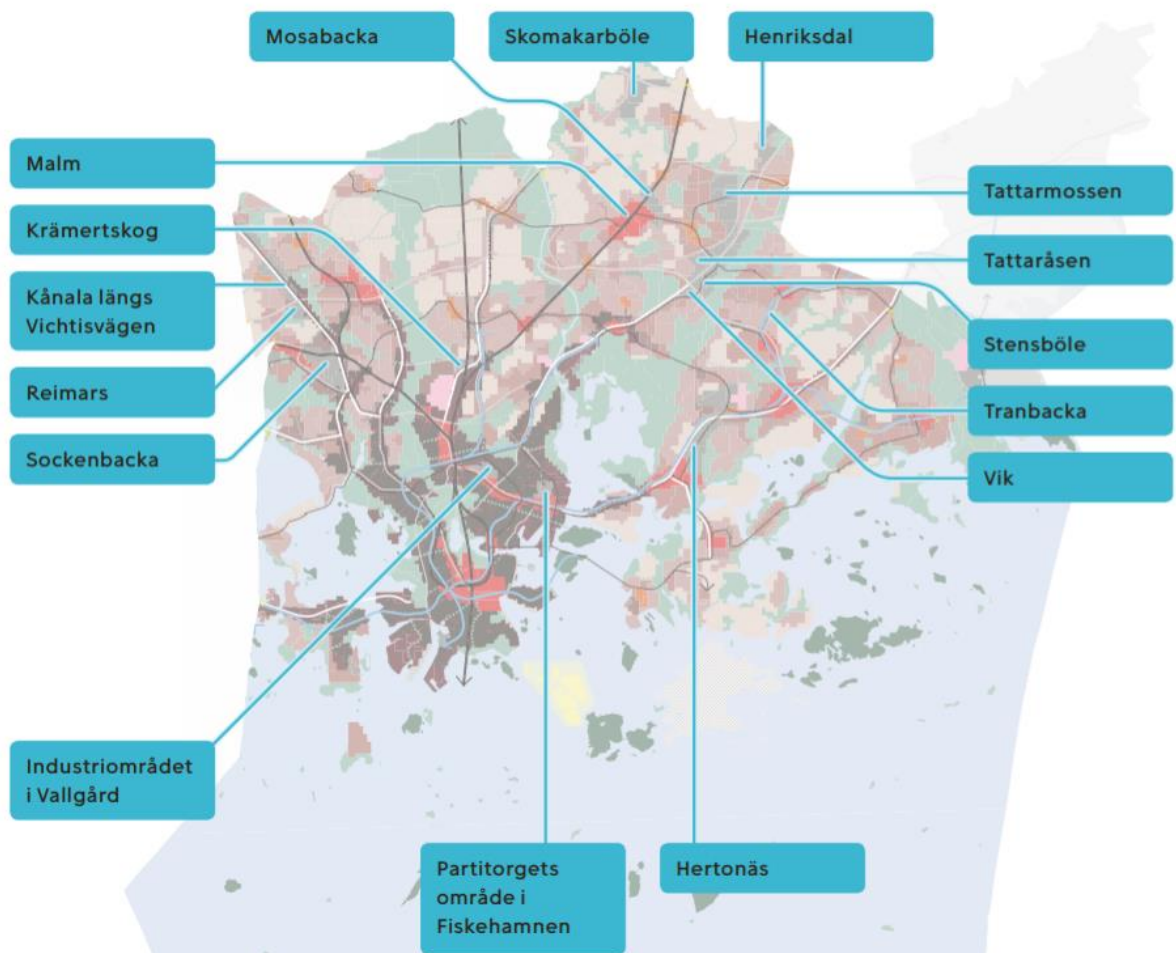 Mosabacka
Skomakarböle
Henriksdal
Malm
Krämertskog
Kånala längs
Vichtisvägen
Reimars
Sockenbacka
Tattarmossen
Tattaråsen
Stensböle
Tranbacka
Vik
Industriområdet
i Vallgård
Partitorgets
område i
Fiskehamnen
Hertonäs